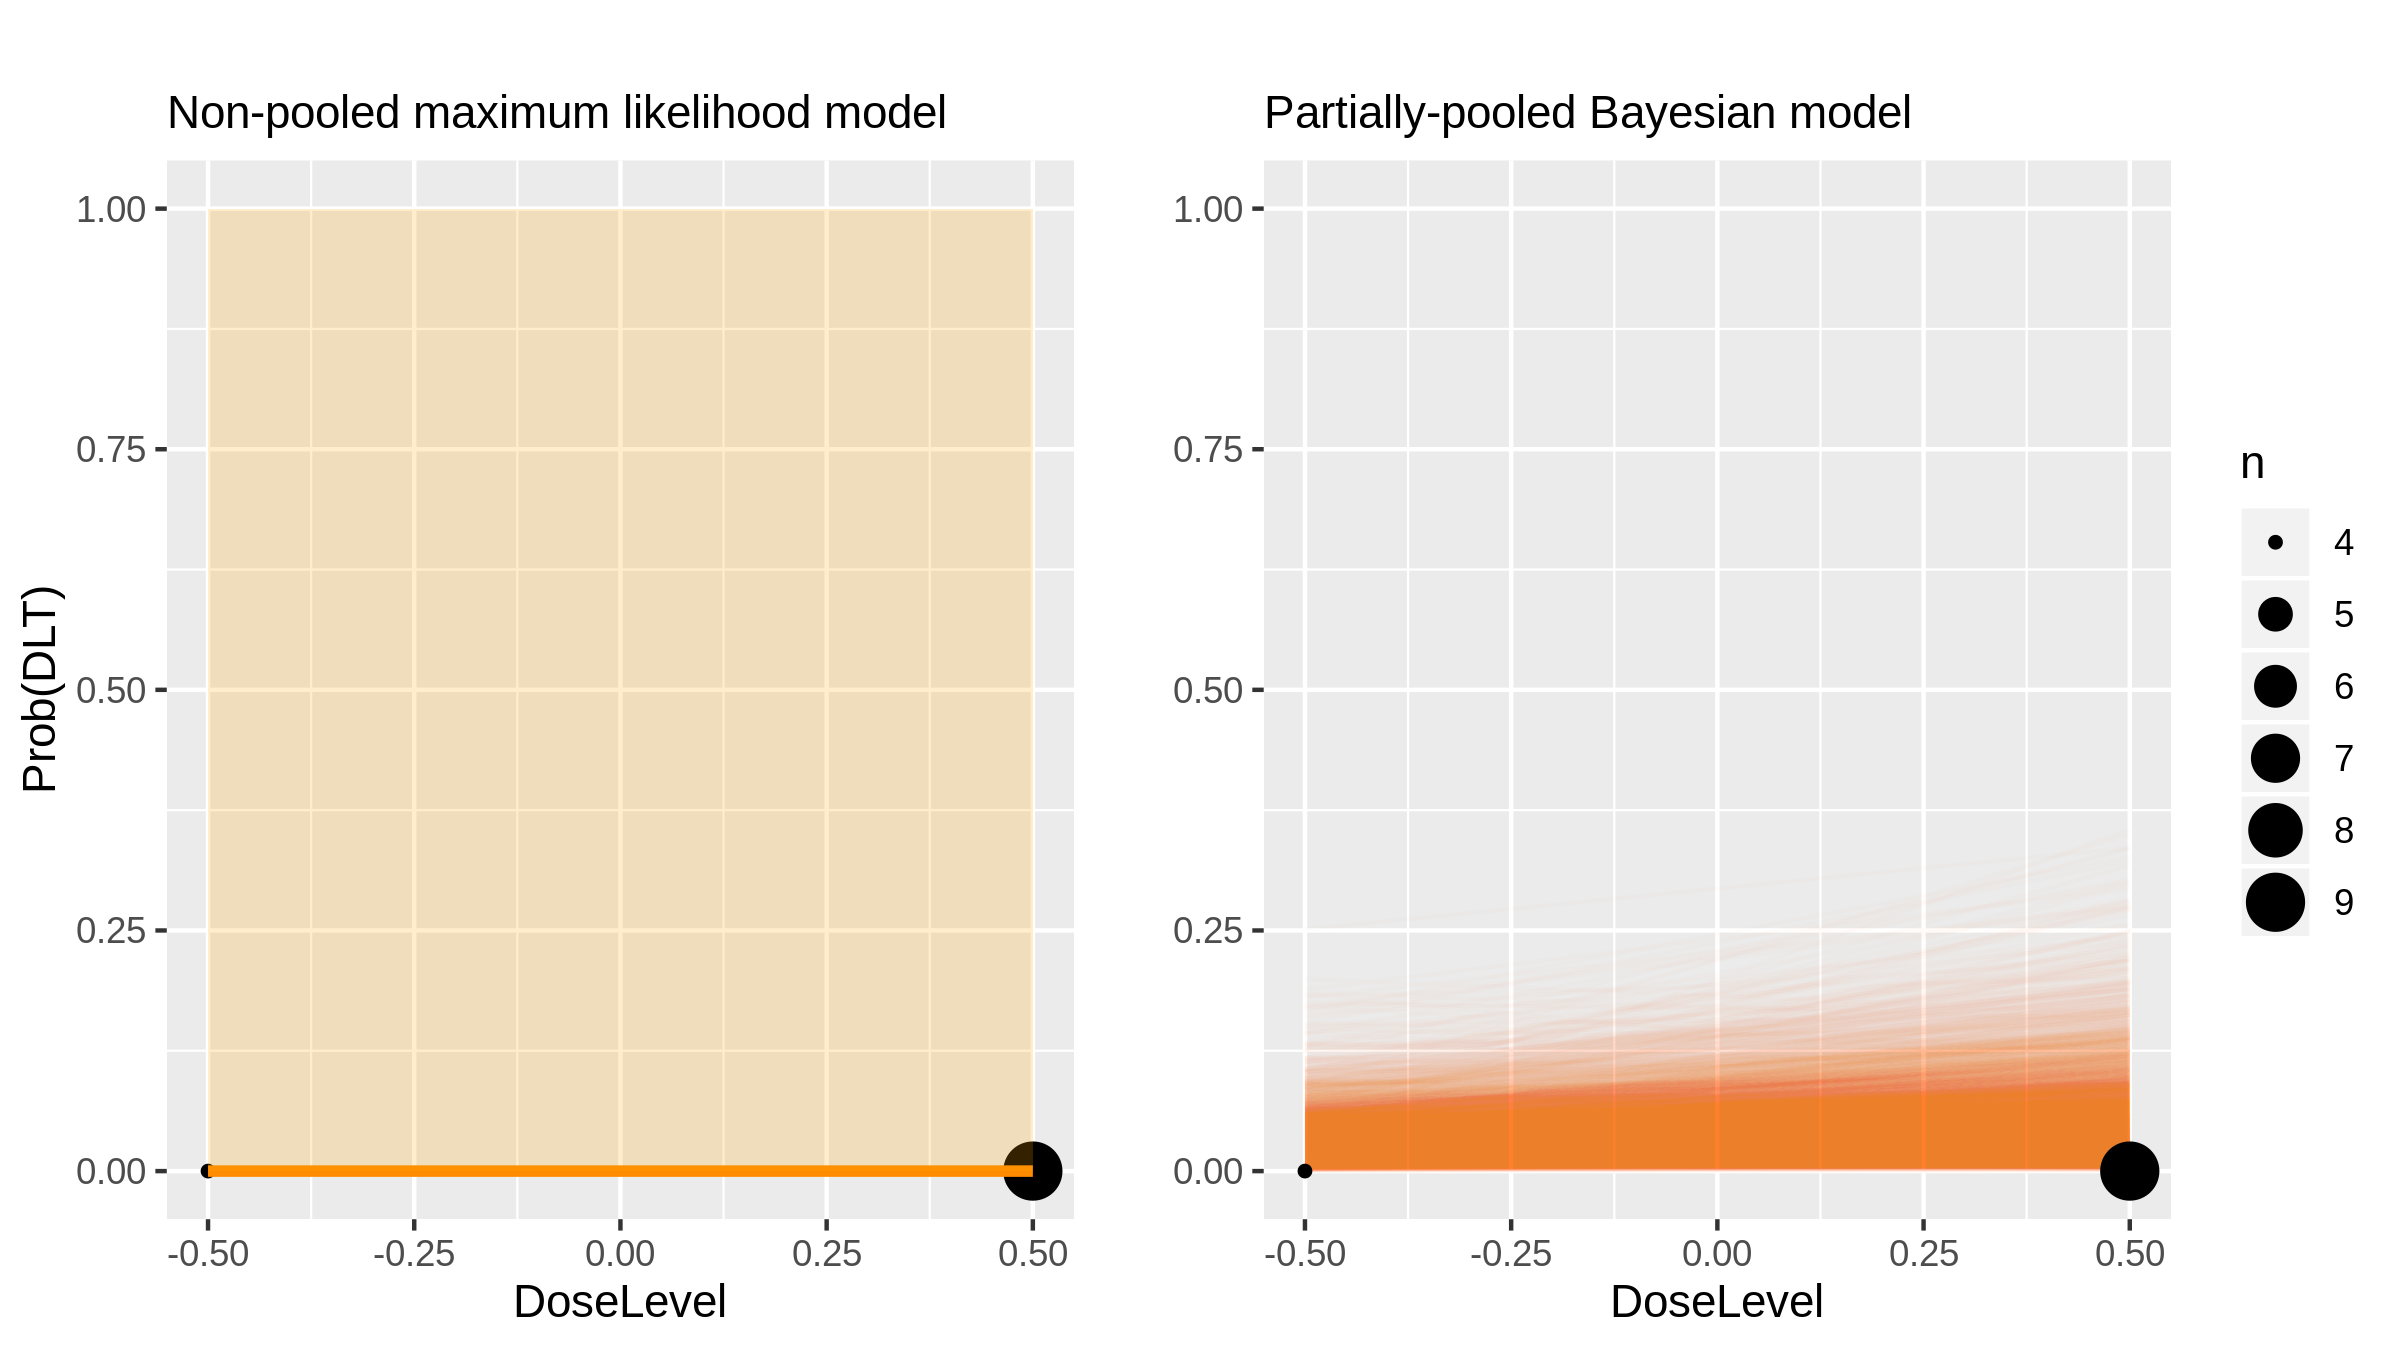 Non-pooled maximum likelihood model
Prob(DLT)
1.00
0.75
0.50
0.25
0.00
-0.50 -0.25 0.00 0.25 0.50
DoseLevel
Partially-pooled Bayesian model
1.00
0.75
0.50
0.25
0.00
-0.50 -0.25 0.00 0.25 0.50
DoseLevel
n
4
5
6
7
8
9